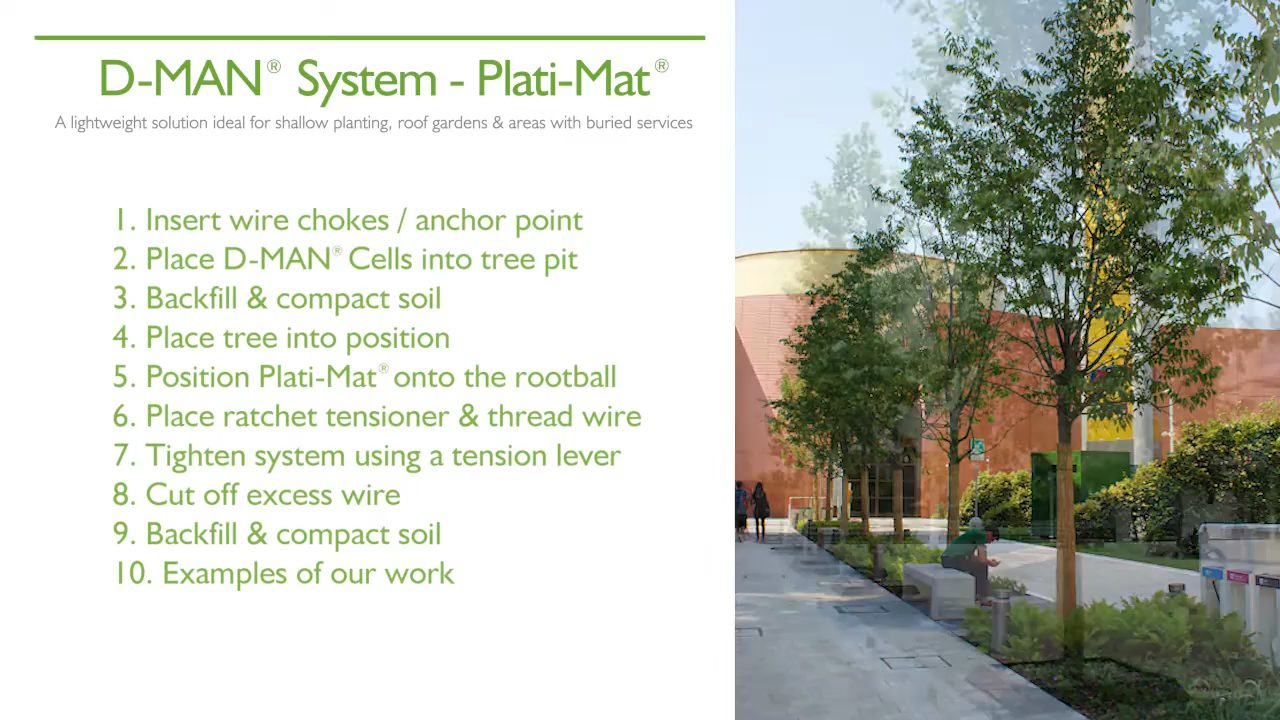 D-MAN® System - Plati-Mat®
A lightweight solution ideal for shallow planting, roof gardens & areas with buried services
1. Insert wire chokes / anchor point
2. Place D-MAN® Cells into tree pit
3. Backfill & compact soil
4. Place tree into position
5. Position Plati-Mat® onto the rootball
6. Place ratchet tensioner & thread wire
7. Tighten system using a tension lever
8. Cut off excess wire
9. Backfill & compact soil
10. Examples of our work